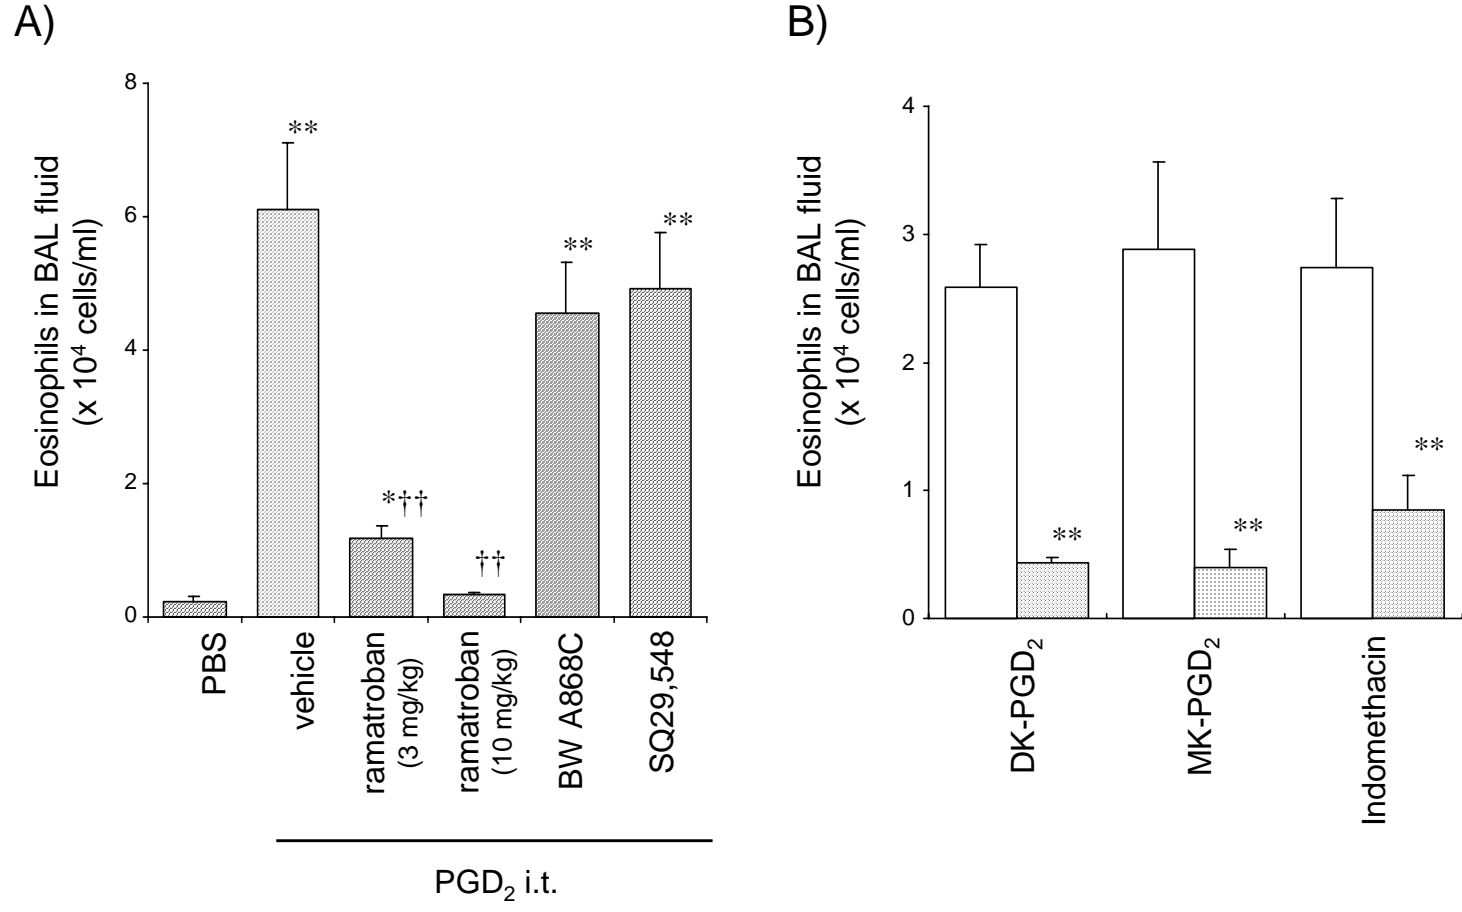 A)
Eosinophils in BAL fluid
(x 10⁴ cells/ml)
8
6
4
2
0
**
*††
††
**
**
PBS
vehicle
ramatroban
(3 mg/kg)
ramatroban
(10 mg/kg)
BW A868C
SQ29,548
PGD₂ i.t.
B)
Eosinophils in BAL fluid
(x 10⁴ cells/ml)
4
3
2
1
0
**
**
**
DK-PGD₂
MK-PGD₂
Indomethacin